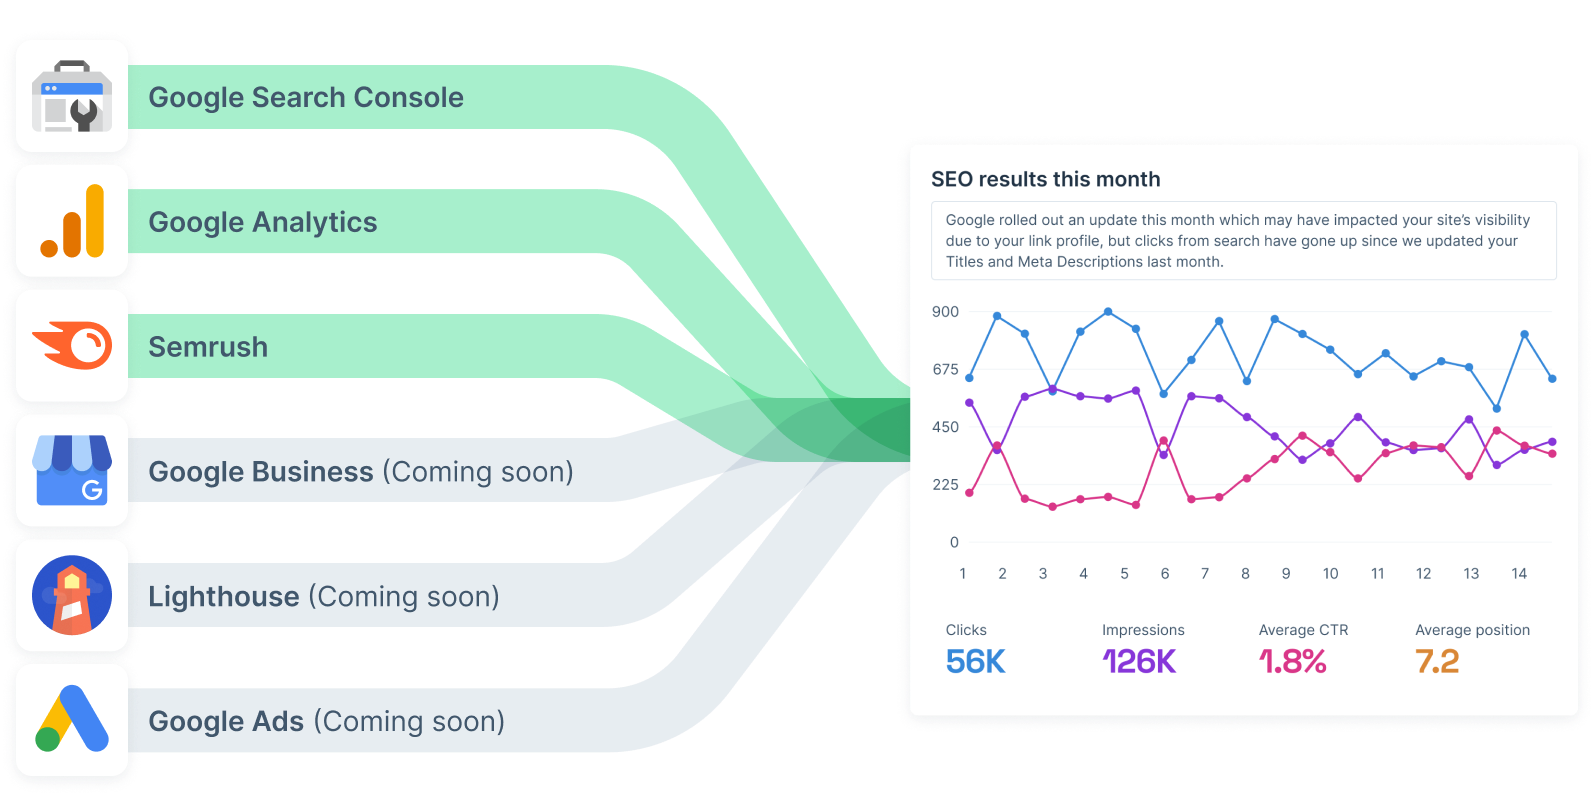 Google Search Console
Google Analytics
Semrush
Google Business (Coming soon)
G
Lighthouse (Coming soon)
Google Ads (Coming soon)
SEO results this month
Google rolled out an update this month which may have impacted your site’s visibility
due to your link profile, but clicks from search have gone up since we updated your
Titles and Meta Descriptions last month.
900
675
450
225
0
1 2 3 4 5 6 7 8 9 10 11 12 13 14
Clicks Impressions Average CTR Average position
56K 126K 1.8% 7.2